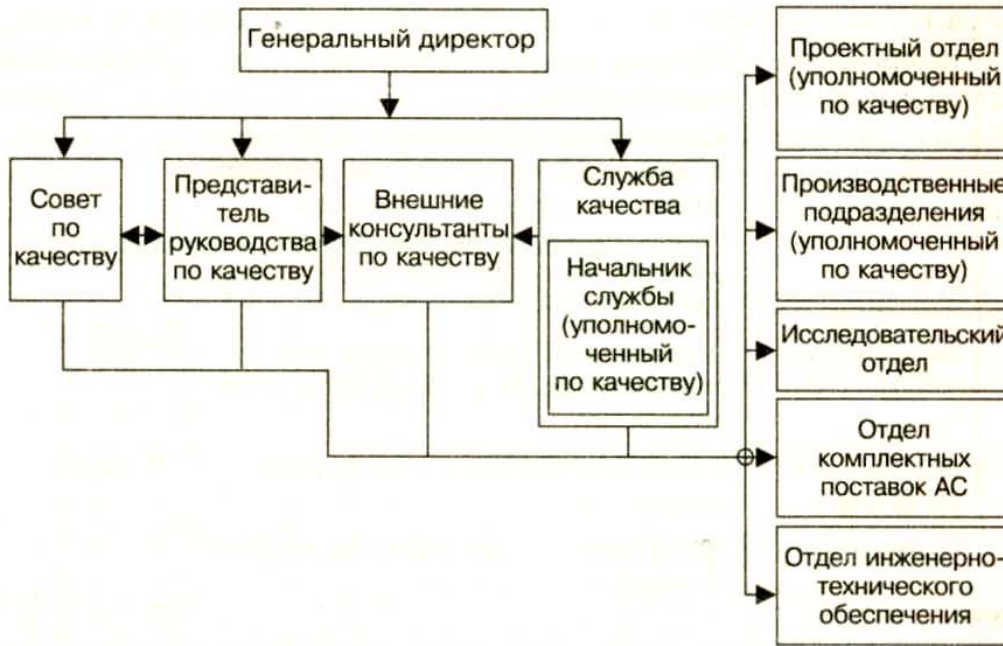 Генеральный директор
Совет
по
качеству
Представи-
тель
руководства
по качеству
Внешние
консультанты
по качеству
Служба
качества
Начальник
службы
(уполномо-
ченный
по качеству)
Проектный отдел
(уполномоченный
по качеству)
Производственные
подразделения
(уполномоченный
по качеству)
Исследовательский
отдел
Отдел
комплектных
поставок АС
Отдел инженерно-
технического
обеспечения